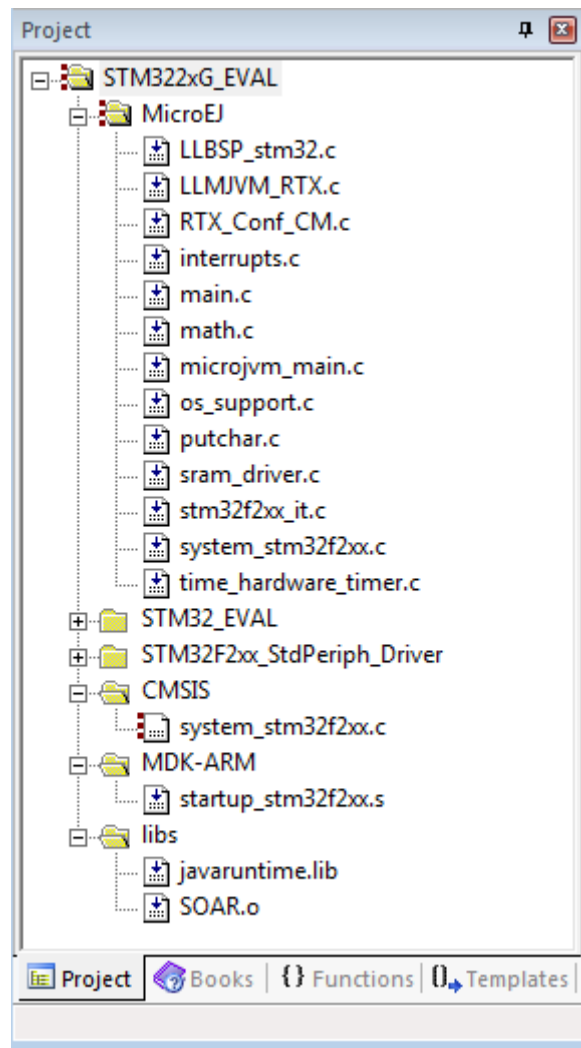 Project
STM322xG_EVAL
MicroEJ
LLBSP_stm32.c
LLMJVM_RTX.c
RTX_Conf_CM.c
interrupts.c
main.c
math.c
microjvm_main.c
os_support.c
putchar.c
sram_driver.c
stm32f2xx_it.c
system_stm32f2xx.c
time_hardware_timer.c
STM32_EVAL
STM32F2xx_StdPeriph_Driver
CMSIS
system_stm32f2xx.c
MDK-ARM
startup_stm32f2xx.s
libs
javaruntime.lib
SOAR.o
Project Books {} Functions 0 Templates